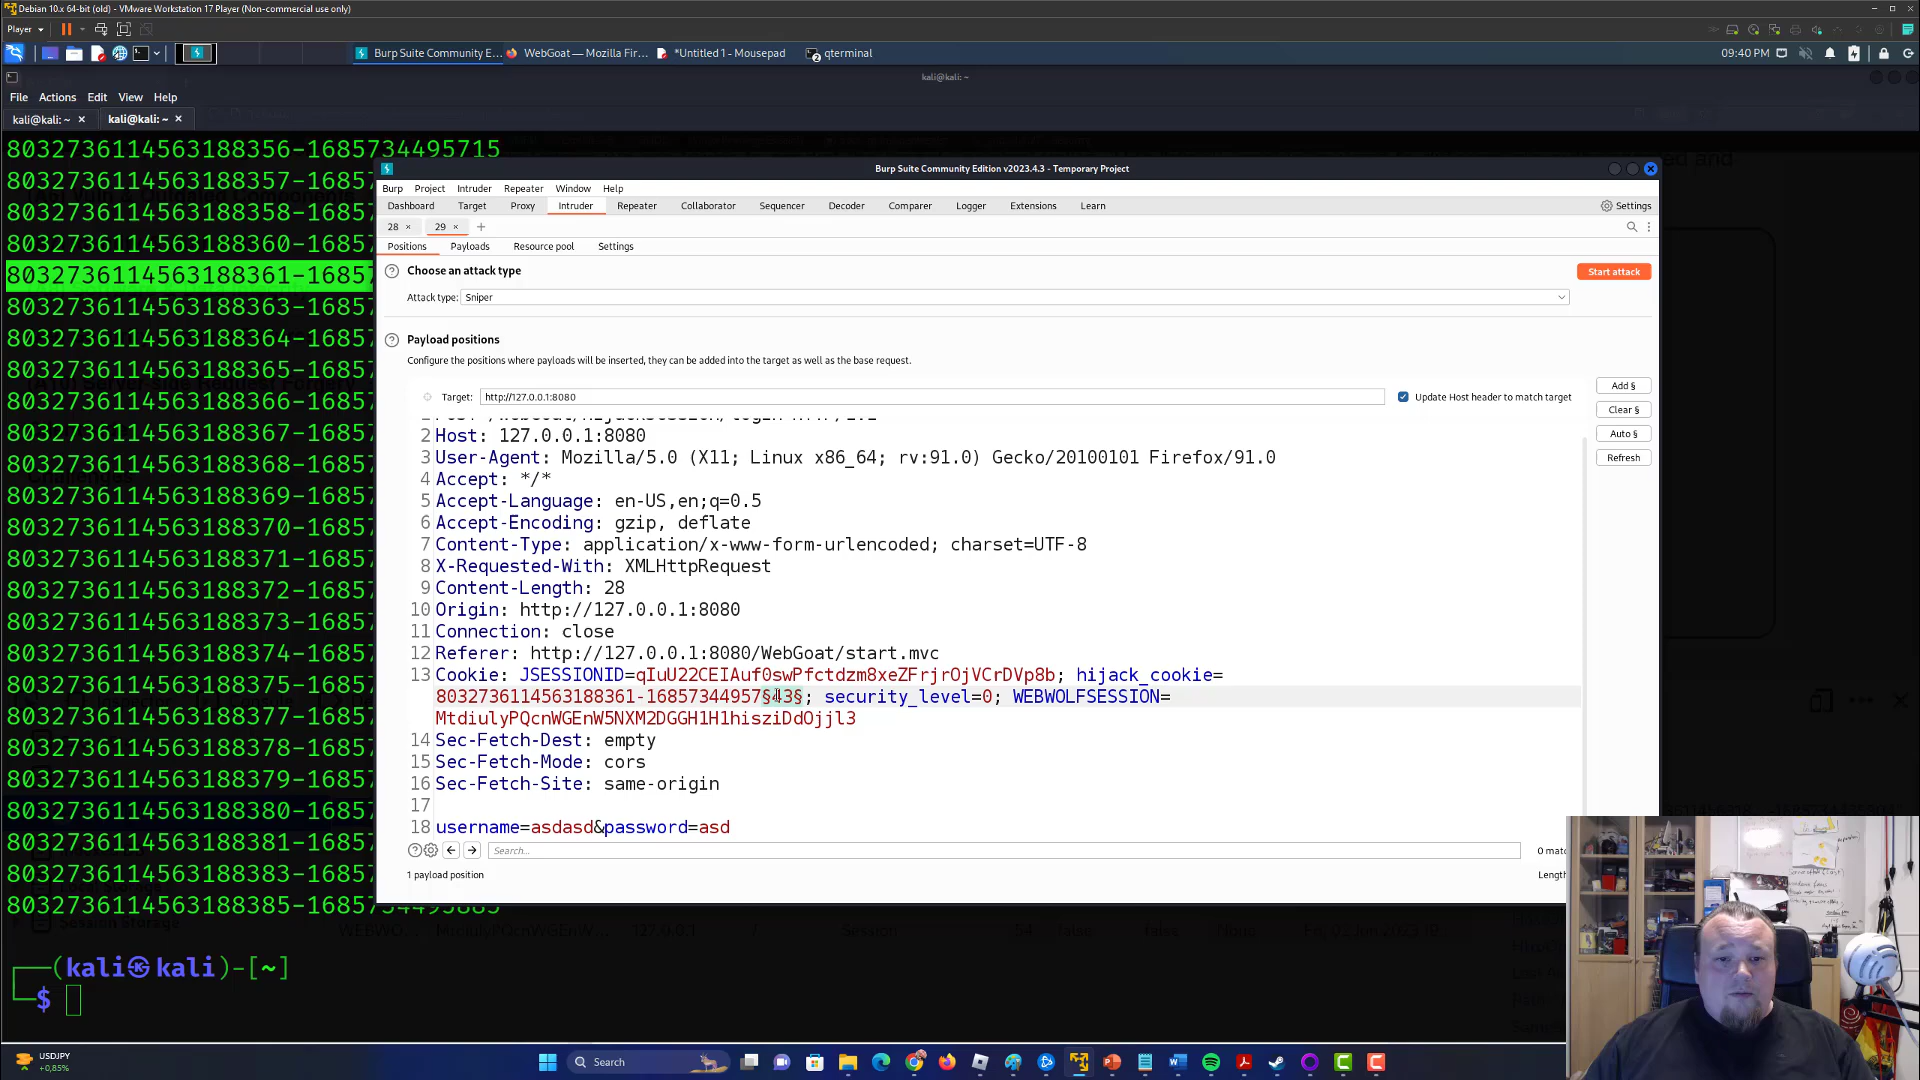 Debian 10.x 64-bit (old) - VMware Workstation 17 Player (Non-commercial use only)
Player
Burp Suite Community E...
WebGoat — Mozilla Fir...
*Untitled 1 - Mousepad
qterminal
09:40 PM
kali@kali: ~
File Actions Edit View Help
kali@kali: ~ ×
kali@kali: ~ ×
8032736114563188356-1685734495715
8032736114563188357-16857
8032736114563188358-16857
8032736114563188360-16857
8032736114563188361-16857
8032736114563188363-16857
8032736114563188364-16857
8032736114563188365-16857
8032736114563188366-16857
8032736114563188367-16857
8032736114563188368-16857
8032736114563188369-16857
8032736114563188370-16857
8032736114563188371-16857
8032736114563188372-16857
8032736114563188373-16857
8032736114563188374-16857
8032736114563188375-16857
8032736114563188376-16857
8032736114563188378-16857
8032736114563188379-16857
8032736114563188380-16857
8032736114563188381-16857
8032736114563188383-16857
8032736114563188385-1685734495885
(kali㉿kali)-[~]
$
Burp Suite Community Edition v2023.4.3 - Temporary Project
Burp Project Intruder Repeater Window Help
Dashboard Target Proxy Intruder Repeater Collaborator Sequencer Decoder Comparer Logger Extensions Learn Settings
28 × 29 × +
Positions Payloads Resource pool Settings
Choose an attack type
Start attack
Attack type: Sniper
Payload positions
Configure the positions where payloads will be inserted, they can be added into the target as well as the base request.
Target: http://127.0.0.1:8080
Update Host header to match target
Add §
Clear §
Auto §
Refresh
2 Host: 127.0.0.1:8080
3 User-Agent: Mozilla/5.0 (X11; Linux x86_64; rv:91.0) Gecko/20100101 Firefox/91.0
4 Accept: */*
5 Accept-Language: en-US,en;q=0.5
6 Accept-Encoding: gzip, deflate
7 Content-Type: application/x-www-form-urlencoded; charset=UTF-8
8 X-Requested-With: XMLHttpRequest
9 Content-Length: 28
10 Origin: http://127.0.0.1:8080
11 Connection: close
12 Referer: http://127.0.0.1:8080/WebGoat/start.mvc
13 Cookie: JSESSIONID=qIuU22CEIAuf0swPfctdzm8xeZFrjrOjVCrDVp8b; hijack_cookie=
8032736114563188361-16857344957§43§; security_level=0; WEBWOLFSESSION=
MtdiulyPQcnWGEnW5NXM2DGGH1H1hisziDdOjjl3
14 Sec-Fetch-Dest: empty
15 Sec-Fetch-Mode: cors
16 Sec-Fetch-Site: same-origin
17
18 username=asdasd&password=asd
Search...
0 matc
1 payload position
Length
USDJPY
+0,85%
Search